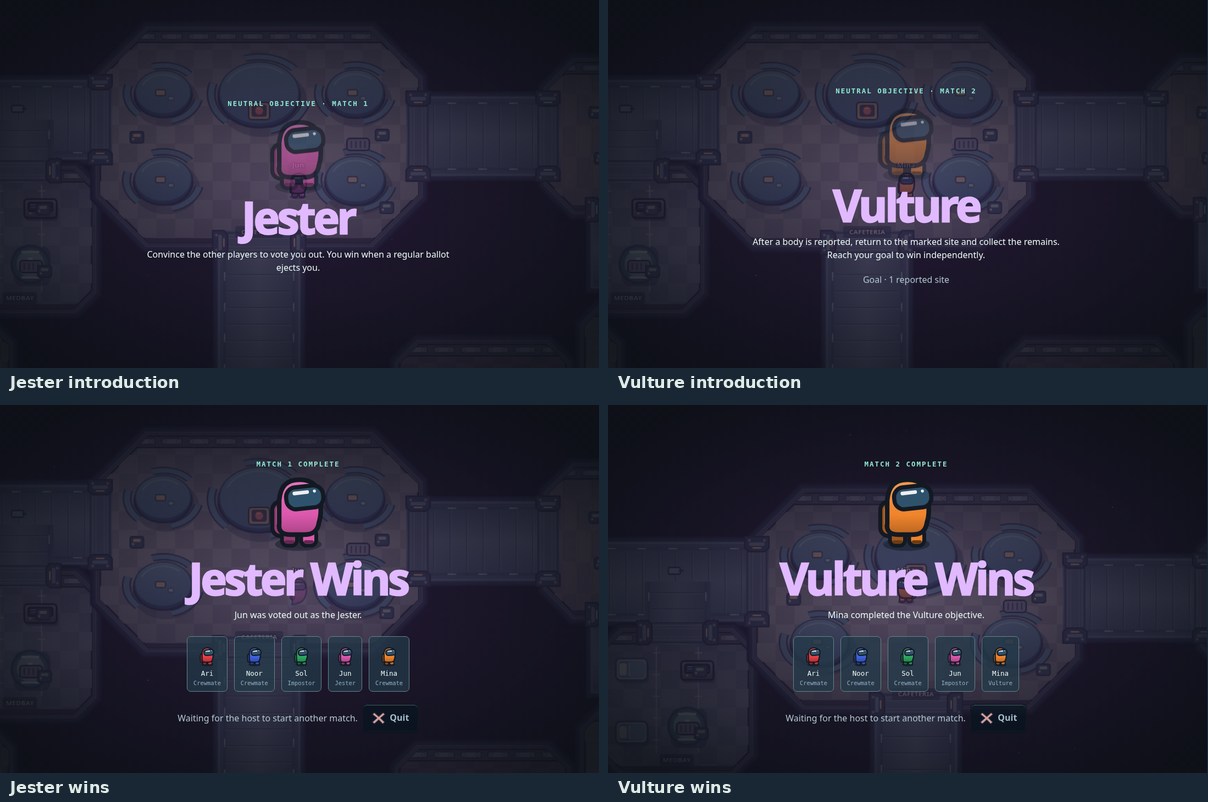 NEUTRAL OBJECTIVE · MATCH 1
Jester
Convince the other players to vote you out. You win when a regular ballot
ejects you.
Jester introduction
NEUTRAL OBJECTIVE · MATCH 2
Vulture
CAFETERIA
After a body is reported, return to the marked site and collect the remains.
Reach your goal to win independently.
Goal · 1 reported site
MEDBAY
Vulture introduction
MATCH 1 COMPLETE
Jester Wins
Jun was voted out as the Jester.
CAFETERIA
Ari Noor Sol Jun Mina
Crewmate Crewmate Impostor Jester Crewmate
Waiting for the host to start another match. Quit
Jester wins
MATCH 2 COMPLETE
Vulture Wins
Mina completed the Vulture objective.
Ari Noor Sol Jun Mina
Crewmate Crewmate Crewmate Impostor Vulture
CAFETERIA
Waiting for the host to start another match. Quit
Vulture wins